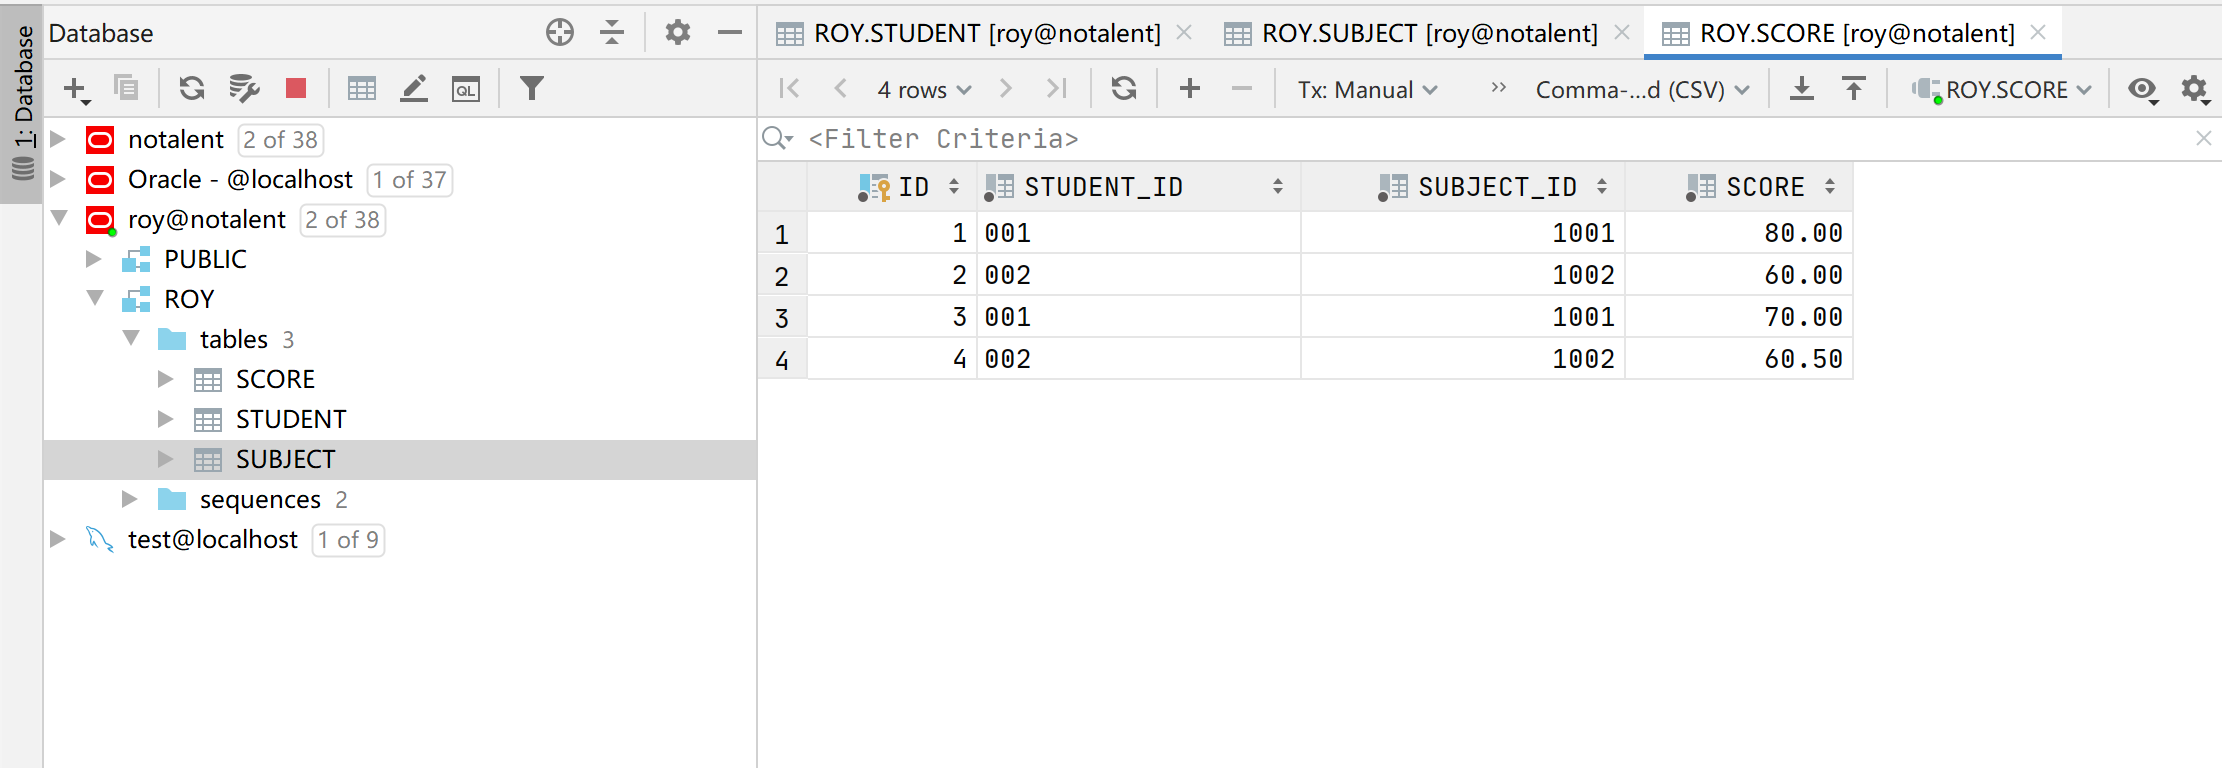 1: Database
Database
notalent 2 of 38
Oracle - @localhost 1 of 37
roy@notalent 2 of 38
PUBLIC
ROY
tables 3
SCORE
STUDENT
SUBJECT
sequences 2
test@localhost 1 of 9
QL
ROY.STUDENT [roy@notalent] ROY.SUBJECT [roy@notalent] ROY.SCORE [roy@notalent]
4 rows Tx: Manual Comma-...d (CSV) ROY.SCORE
<Filter Criteria>
ID STUDENT_ID SUBJECT_ID SCORE
1 1 001 1001 80.00
2 2 002 1002 60.00
3 3 001 1001 70.00
4 4 002 1002 60.50